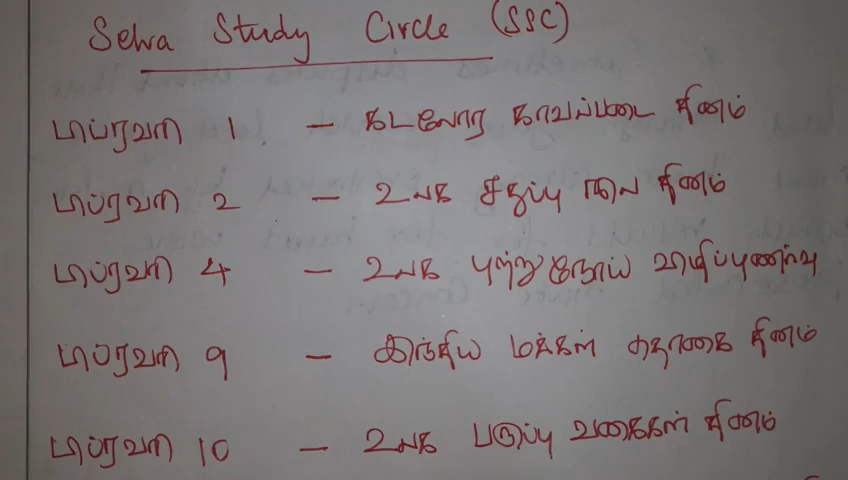 Selva Study Circle (SSC)
பிப்ரவரி 1 – கடலோர காவல்படை தினம்
பிப்ரவரி 2 – உலக சதுப்பு நில தினம்
பிப்ரவரி 4 – உலக புற்றுநோய் விழிப்புணர்வு
பிப்ரவரி 9 – இந்திய மக்கள் தொகை தினம்
பிப்ரவரி 10 – உலக பருப்பு வகைகள் தினம்